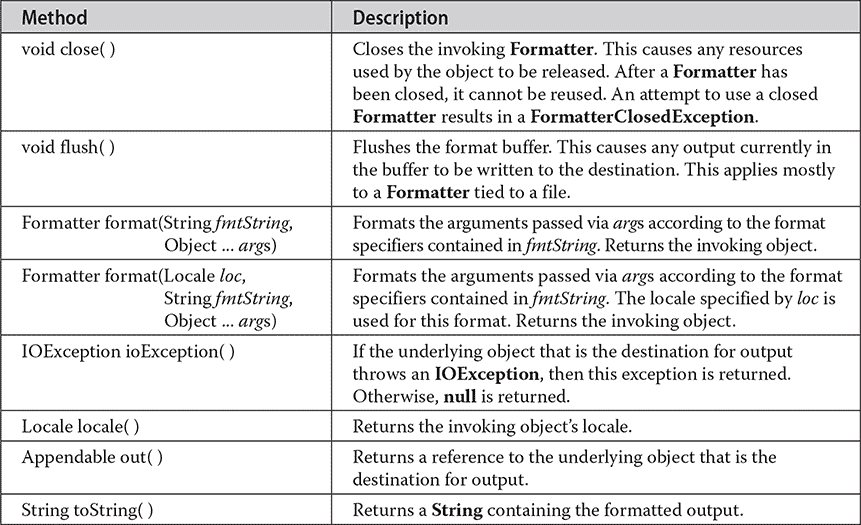 Method Description
void close( ) Closes the invoking Formatter. This causes any resources
used by the object to be released. After a Formatter has
been closed, it cannot be reused. An attempt to use a closed
Formatter results in a FormatterClosedException.
void flush( ) Flushes the format buffer. This causes any output currently in
the buffer to be written to the destination. This applies mostly
to a Formatter tied to a file.
Formatter format(String fmtString, Formats the arguments passed via args according to the format
Object ... args) specifiers contained in fmtString. Returns the invoking object.
Formatter format(Locale loc, Formats the arguments passed via args according to the format
String fmtString, specifiers contained in fmtString. The locale specified by loc is
Object ... args) used for this format. Returns the invoking object.
IOException ioException( ) If the underlying object that is the destination for output
throws an IOException, then this exception is returned.
Otherwise, null is returned.
Locale locale( ) Returns the invoking object's locale.
Appendable out( ) Returns a reference to the underlying object that is the
destination for output.
String toString( ) Returns a String containing the formatted output.